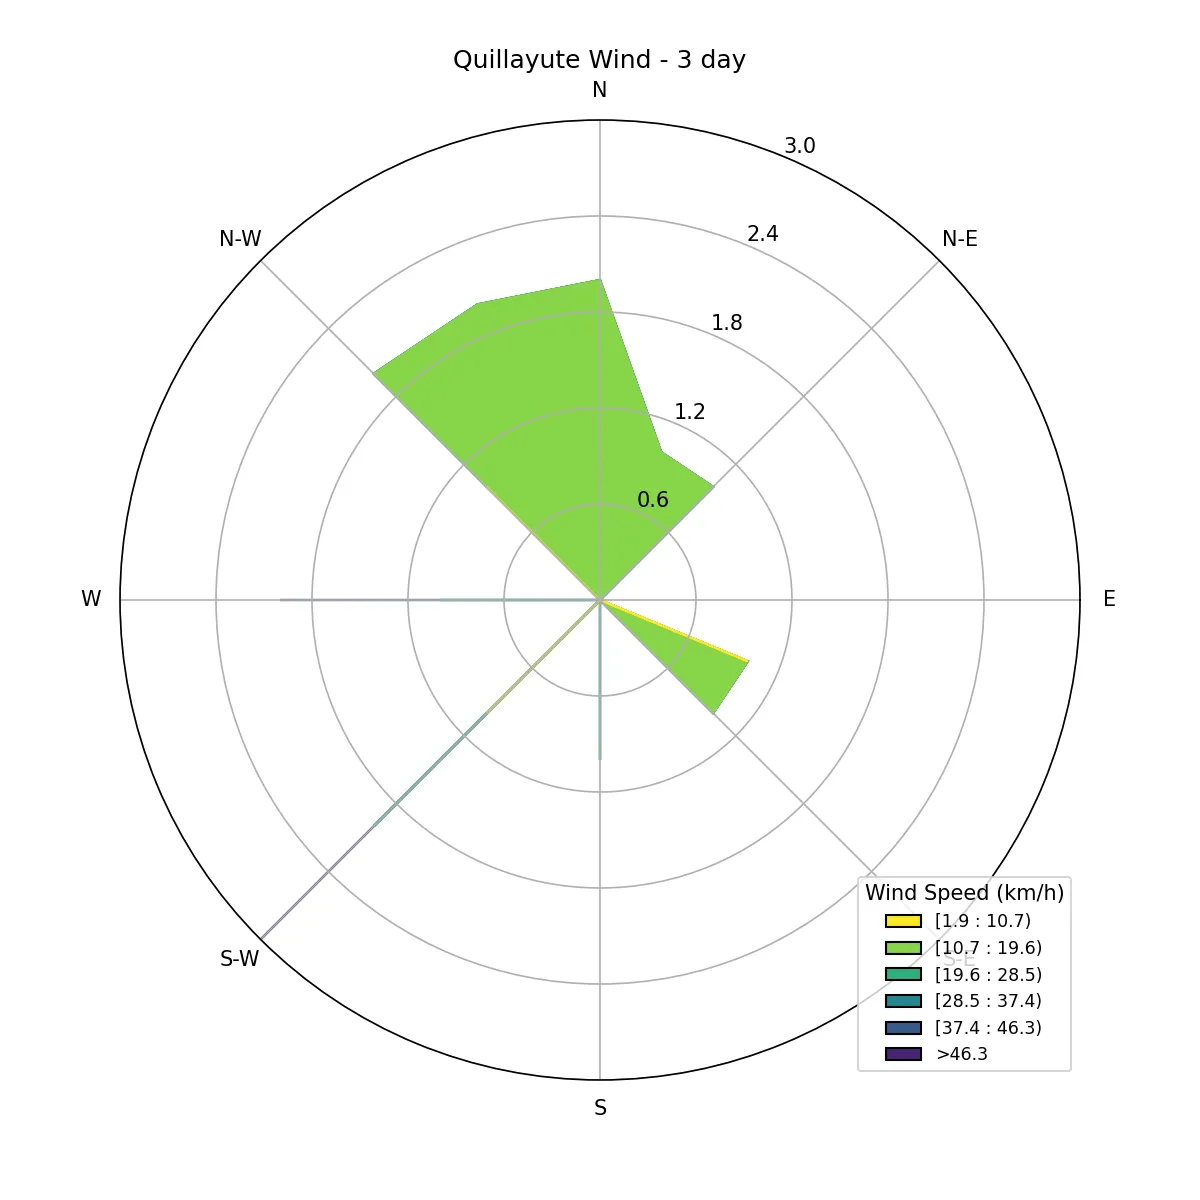 Quillayute Wind - 3 day
N
3.0
2.4
N-W
N-E
1.8
1.2
0.6
W
E
Wind Speed (km/h)
[1.9 : 10.7)
[10.7 : 19.6)
S-W
S-E
[19.6 : 28.5)
[28.5 : 37.4)
[37.4 : 46.3)
>46.3
S